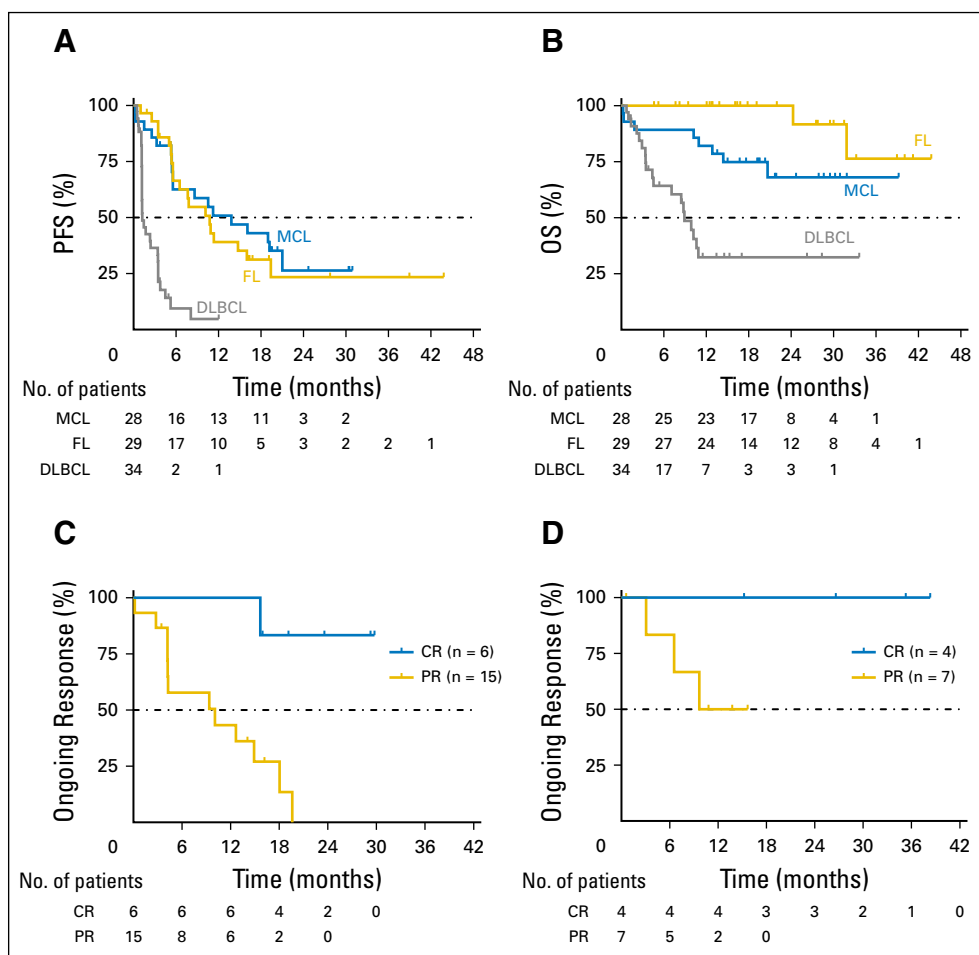 A
PFS (%)
100
75
50
25
MCL
FL
DLBCL
0 6 12 18 24 30 36 42 48
No. of patients Time (months)
MCL 28 16 13 11 3 2
FL 29 17 10 5 3 2 2 1
DLBCL 34 2 1
B
OS (%)
100
75
50
25
FL
MCL
DLBCL
0 6 12 18 24 30 36 42 48
No. of patients Time (months)
MCL 28 25 23 17 8 4 1
FL 29 27 24 14 12 8 4 1
DLBCL 34 17 7 3 3 1
C
Ongoing Response (%)
100
75
50
25
CR (n = 6)
PR (n = 15)
0 6 12 18 24 30 36 42
No. of patients Time (months)
CR 6 6 6 4 2 0
PR 15 8 6 2 0
D
Ongoing Response (%)
100
75
50
25
CR (n = 4)
PR (n = 7)
0 6 12 18 24 30 36 42
No. of patients Time (months)
CR 4 4 4 3 3 2 1 0
PR 7 5 2 0